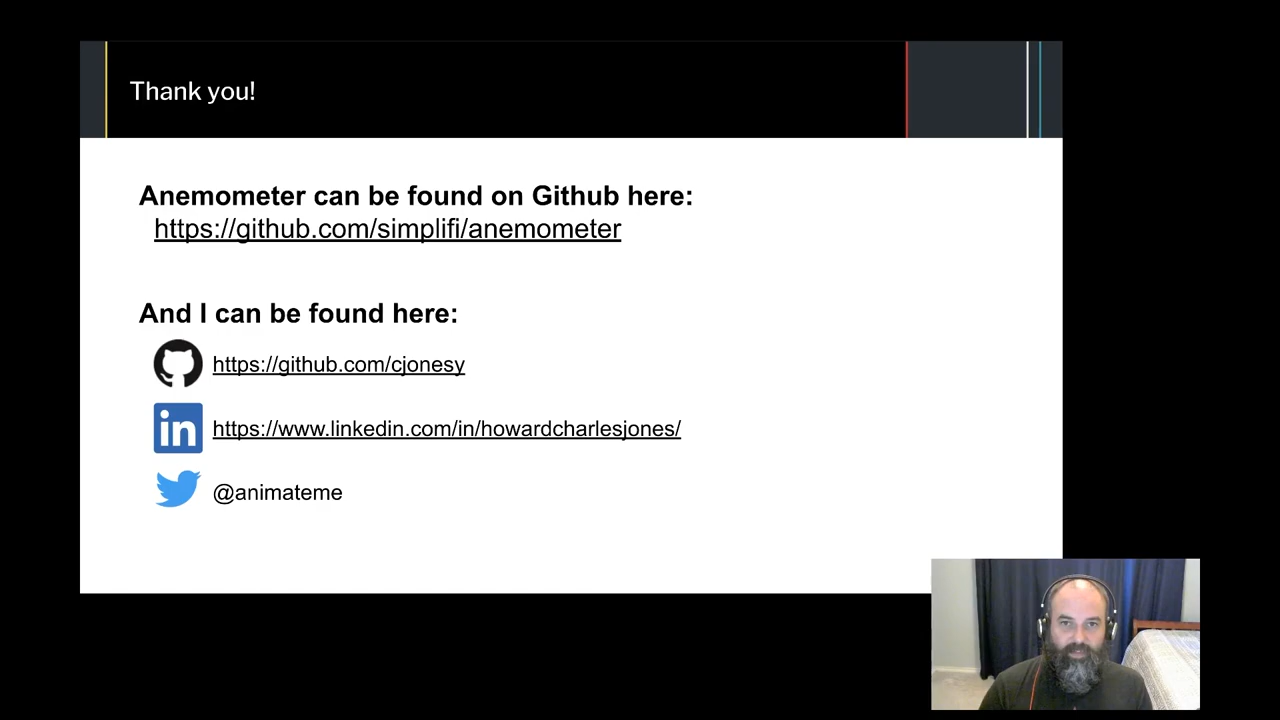 Thank you!
Anemometer can be found on Github here:
https://github.com/simplifi/anemometer
And I can be found here:
https://github.com/cjonesy
in https://www.linkedin.com/in/howardcharlesjones/
@animateme